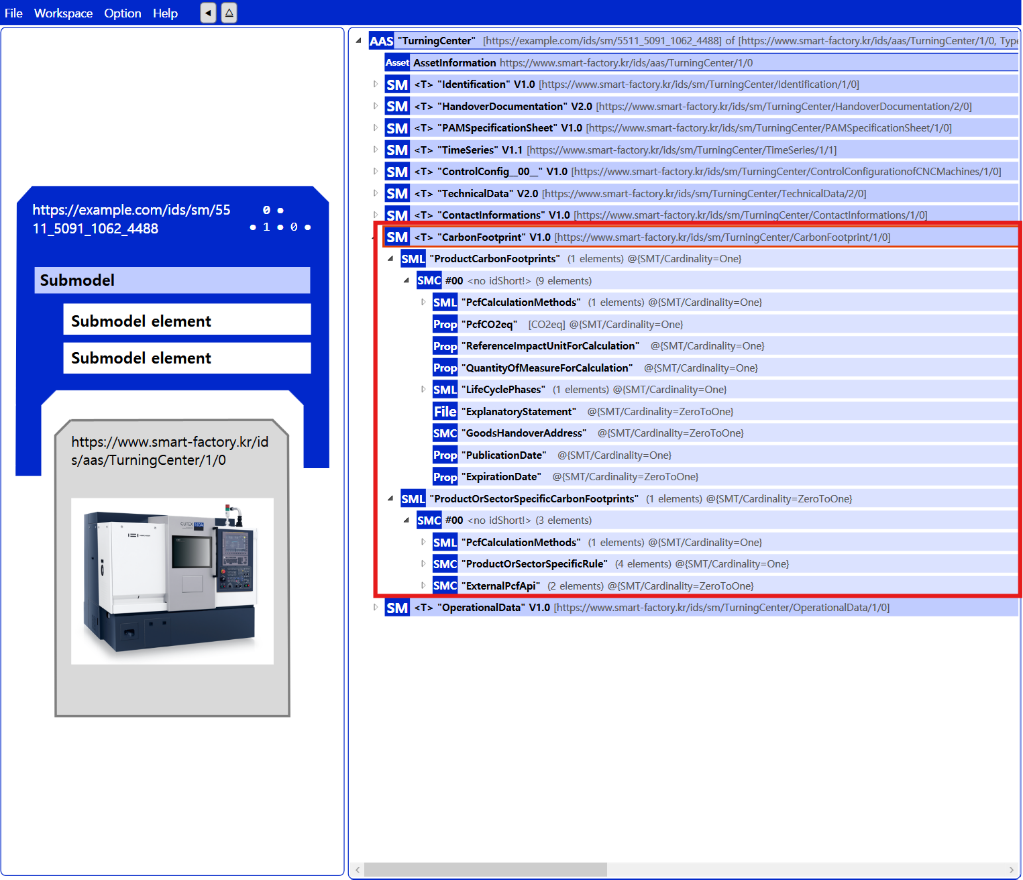 File Workspace Option Help
https://example.com/ids/sm/55
11_5091_1062_4488
0
1 0
Submodel
Submodel element
Submodel element
https://www.smart-factory.kr/id
s/aas/TurningCenter/1/0
AAS "TurningCenter" [https://example.com/ids/sm/5511_5091_1062_4488] of [https://www.smart-factory.kr/ids/aas/TurningCenter/1/0, Type
Asset AssetInformation https://www.smart-factory.kr/ids/aas/TurningCenter/1/0
SM <T> "Identification" V1.0 [https://www.smart-factory.kr/ids/sm/TurningCenter/Identification/1/0]
SM <T> "HandoverDocumentation" V2.0 [https://www.smart-factory.kr/ids/sm/TurningCenter/HandoverDocumentation/2/0]
SM <T> "PAMSpecificationSheet" V1.0 [https://www.smart-factory.kr/ids/sm/TurningCenter/PAMSpecificationSheet/1/0]
SM <T> "TimeSeries" V1.1 [https://www.smart-factory.kr/ids/sm/TurningCenter/TimeSeries/1/1]
SM <T> "ControlConfig__00__" V1.0 [https://www.smart-factory.kr/ids/sm/TurningCenter/ControlConfigurationofCNCMachines/1/0]
SM <T> "TechnicalData" V2.0 [https://www.smart-factory.kr/ids/sm/TurningCenter/TechnicalData/2/0]
SM <T> "ContactInformations" V1.0 [https://www.smart-factory.kr/ids/sm/TurningCenter/ContactInformations/1/0]
SM <T> "CarbonFootprint" V1.0 [https://www.smart-factory.kr/ids/sm/TurningCenter/CarbonFootprint/1/0]
SML "ProductCarbonFootprints" (1 elements) @{SMT/Cardinality=One}
SMC #00 <no idShort!> (9 elements)
SML "PcfCalculationMethods" (1 elements) @{SMT/Cardinality=One}
Prop "PcfCO2eq" [CO2eq] @{SMT/Cardinality=One}
Prop "ReferenceImpactUnitForCalculation" @{SMT/Cardinality=One}
Prop "QuantityOfMeasureForCalculation" @{SMT/Cardinality=One}
SML "LifeCyclePhases" (1 elements) @{SMT/Cardinality=One}
File "ExplanatoryStatement" @{SMT/Cardinality=ZeroToOne}
SMC "GoodsHandoverAddress" @{SMT/Cardinality=ZeroToOne}
Prop "PublicationDate" @{SMT/Cardinality=One}
Prop "ExpirationDate" @{SMT/Cardinality=ZeroToOne}
SML "ProductOrSectorSpecificCarbonFootprints" (1 elements) @{SMT/Cardinality=ZeroToOne}
SMC #00 <no idShort!> (3 elements)
SML "PcfCalculationMethods" (1 elements) @{SMT/Cardinality=One}
SMC "ProductOrSectorSpecificRule" (4 elements) @{SMT/Cardinality=One}
SMC "ExternalPcfApi" (2 elements) @{SMT/Cardinality=ZeroToOne}
SM <T> "OperationalData" V1.0 [https://www.smart-factory.kr/ids/sm/TurningCenter/OperationalData/1/0]